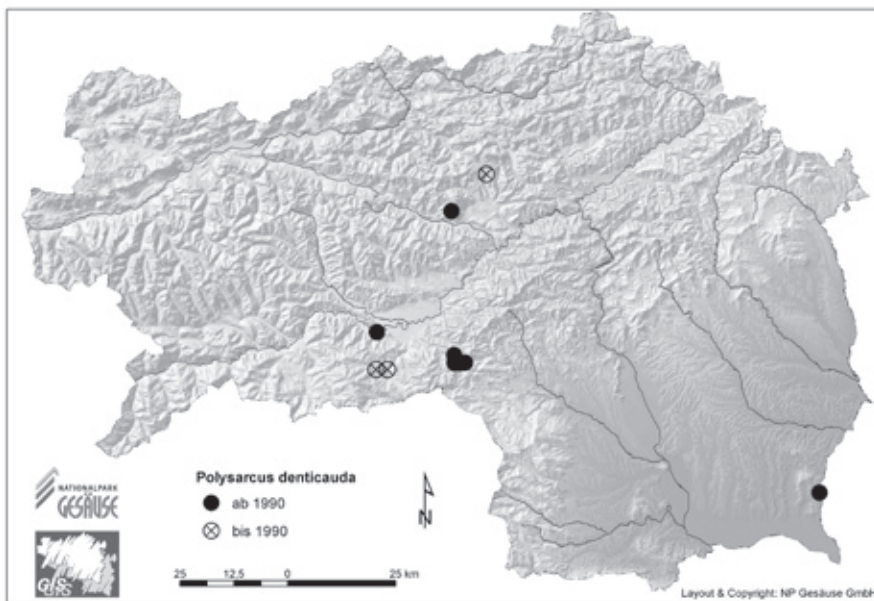 Polysarcus denticauda
ab 1990
bis 1990
N
NATIONALPARK
GESÄUSE
GIS
25 12,5 0 25 km
Layout & Copyright: NP Gesäuse GmbH